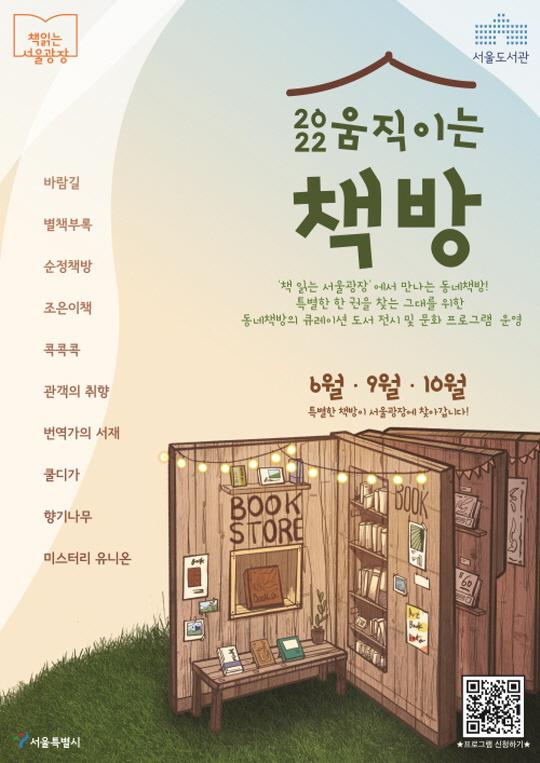 책읽는
서울광장
서울도서관
2022 움직이는
책방
'책 읽는 서울광장'에서 만나는 동네책방!
특별한 한 권을 찾는 그대를 위한
동네책방의 큐레이션 도서 전시 및 문화 프로그램 운영
6월 · 9월 · 10월
특별한 책방이 서울광장에 찾아갑니다!
바람길
별책부록
순정책방
조은이책
콕콕콕
관객의 취향
번역가의 서재
쿨디가
향기나무
미스터리 유니온
BOOK
STORE
BOOK
Book
Art
Book
서울특별시
★프로그램 신청하기★